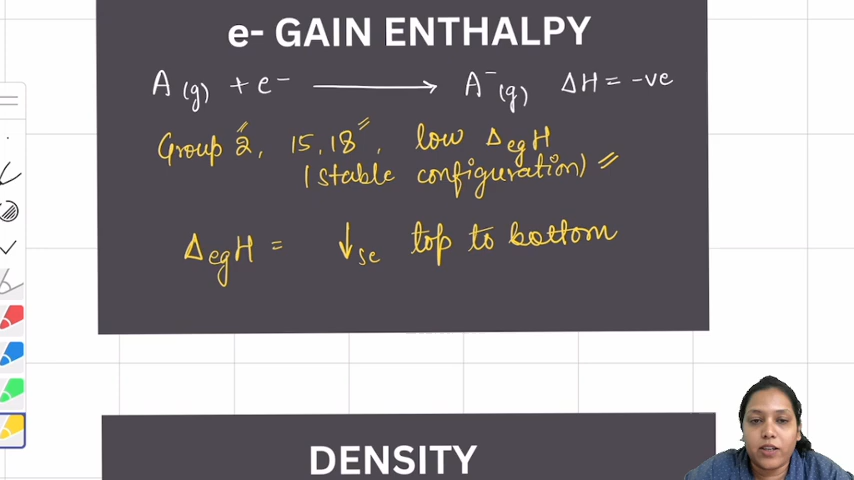 e- GAIN ENTHALPY
A (g) + e⁻ ⟶ A⁻(g) ΔH = -ve
Group 2, 15, 18, low ΔegH
(stable configuration)
ΔegH = ↓se top to bottom
DENSITY